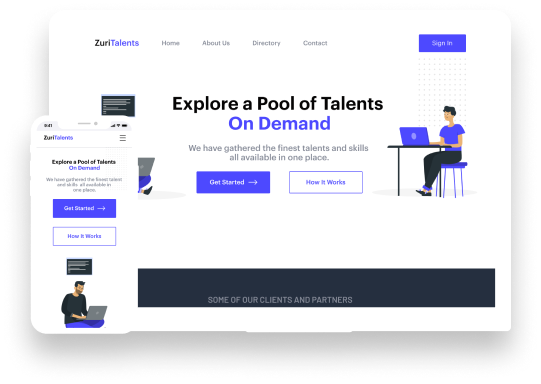 ZuriTalents
Home
About Us
Directory
Contact
Sign In
Explore a Pool of Talents
On Demand
We have gathered the finest talents and skills
all available in one place.
Get Started
How It Works
SOME OF OUR CLIENTS AND PARTNERS
9:41
ZuriTalents
Explore a Pool of Talents
On Demand
We have gathered the finest talent
and skills all available in
one place.
Get Started
How It Works